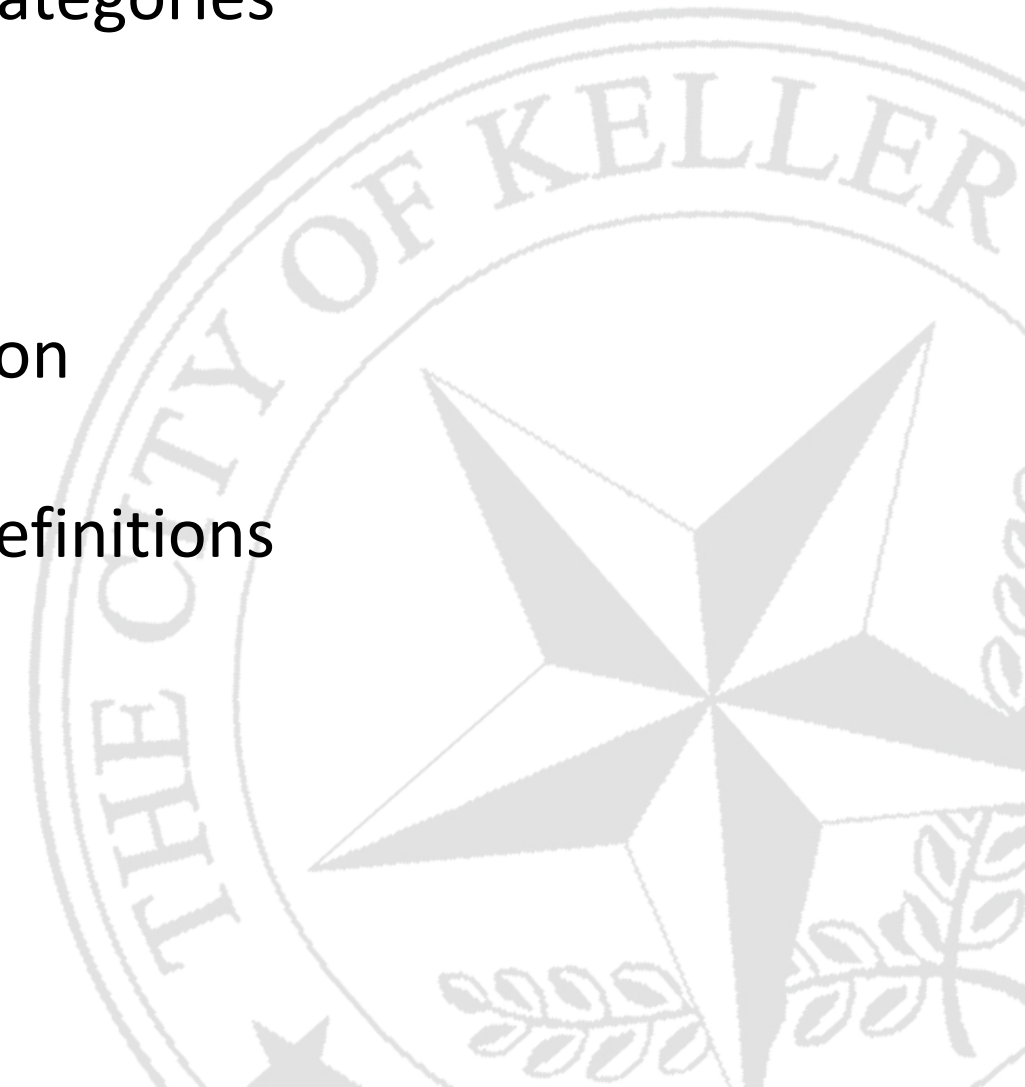 ategories
THE CITY OF KELLER
on
efinitions